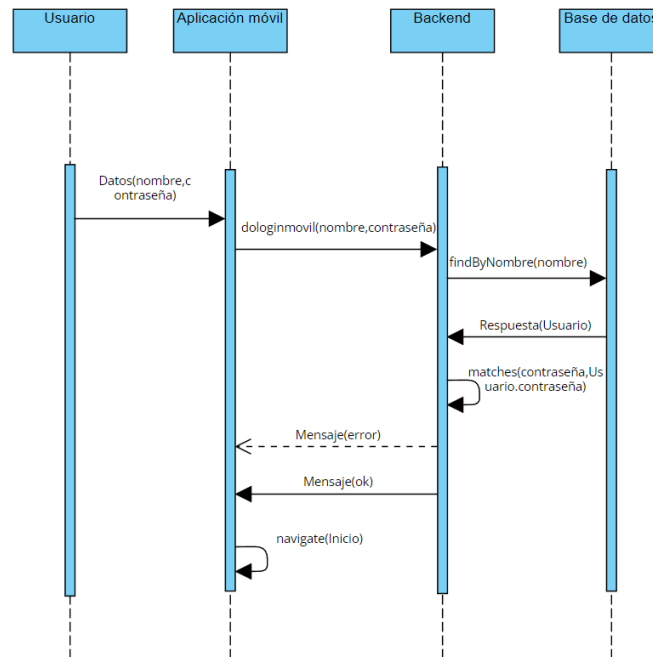 Usuario
Aplicación móvil
Backend
Base de datos
Datos(nombre,c
ontraseña)
dologinmovil(nombre,contraseña)
findByNombre(nombre)
Respuesta(Usuario)
matches(contraseña,Us
uario.contraseña)
Mensaje(error)
Mensaje(ok)
navigate(Inicio)